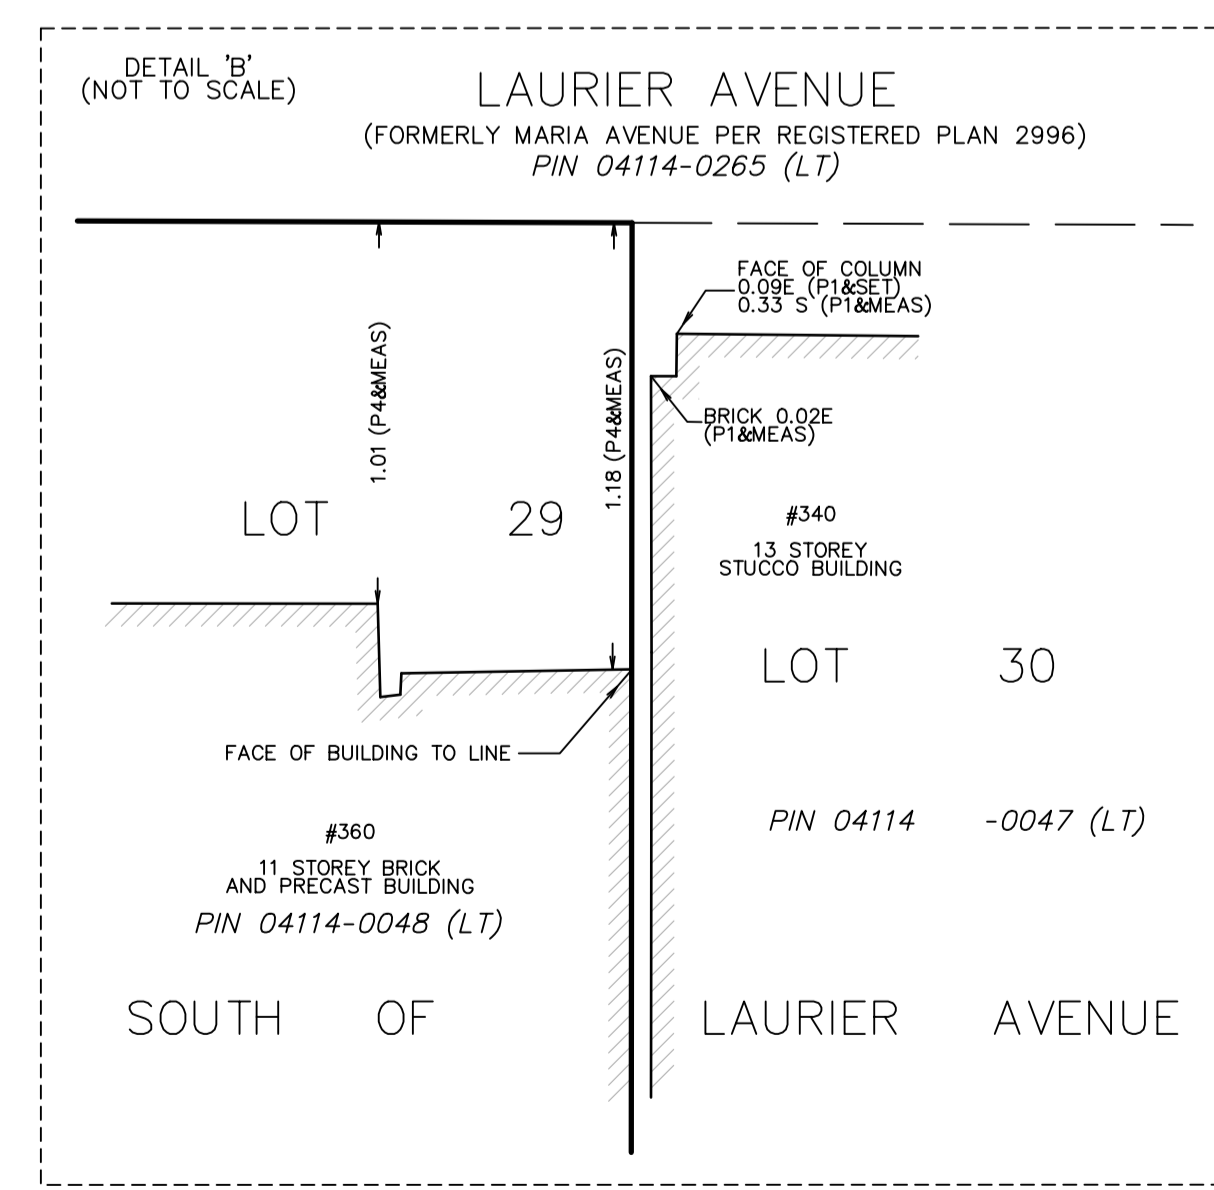 DETAIL 'B'
(NOT TO SCALE)
LAURIER AVENUE
(FORMERLY MARIA AVENUE PER REGISTERED PLAN 2996)
PIN 04114-0265 (LT)
FACE OF COLUMN
0.09E (P1&SET)
0.33 S (P1&MEAS)
1.01 (P4&MEAS)
1.18 (P4&MEAS)
BRICK 0.02E
(P1&MEAS)
LOT 29
#340
13 STOREY
STUCCO BUILDING
LOT 30
FACE OF BUILDING TO LINE
PIN 04114 -0047 (LT)
#360
11 STOREY BRICK
AND PRECAST BUILDING
PIN 04114-0048 (LT)
SOUTH OF LAURIER AVENUE